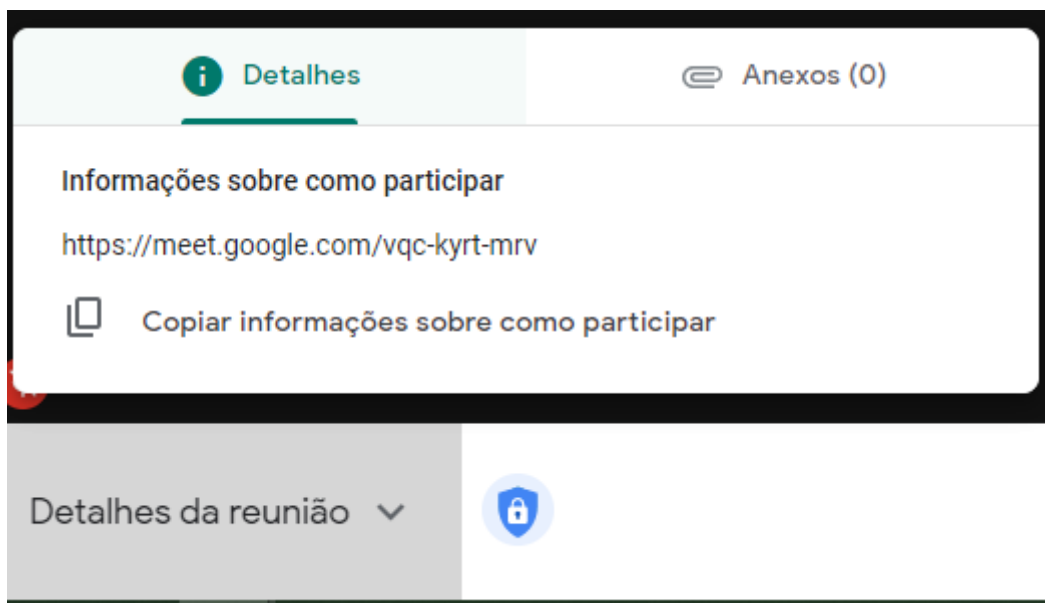 Detalhes
Anexos (0)
Informações sobre como participar
https://meet.google.com/vqc-kyrt-mrv
Copiar informações sobre como participar
Detalhes da reunião